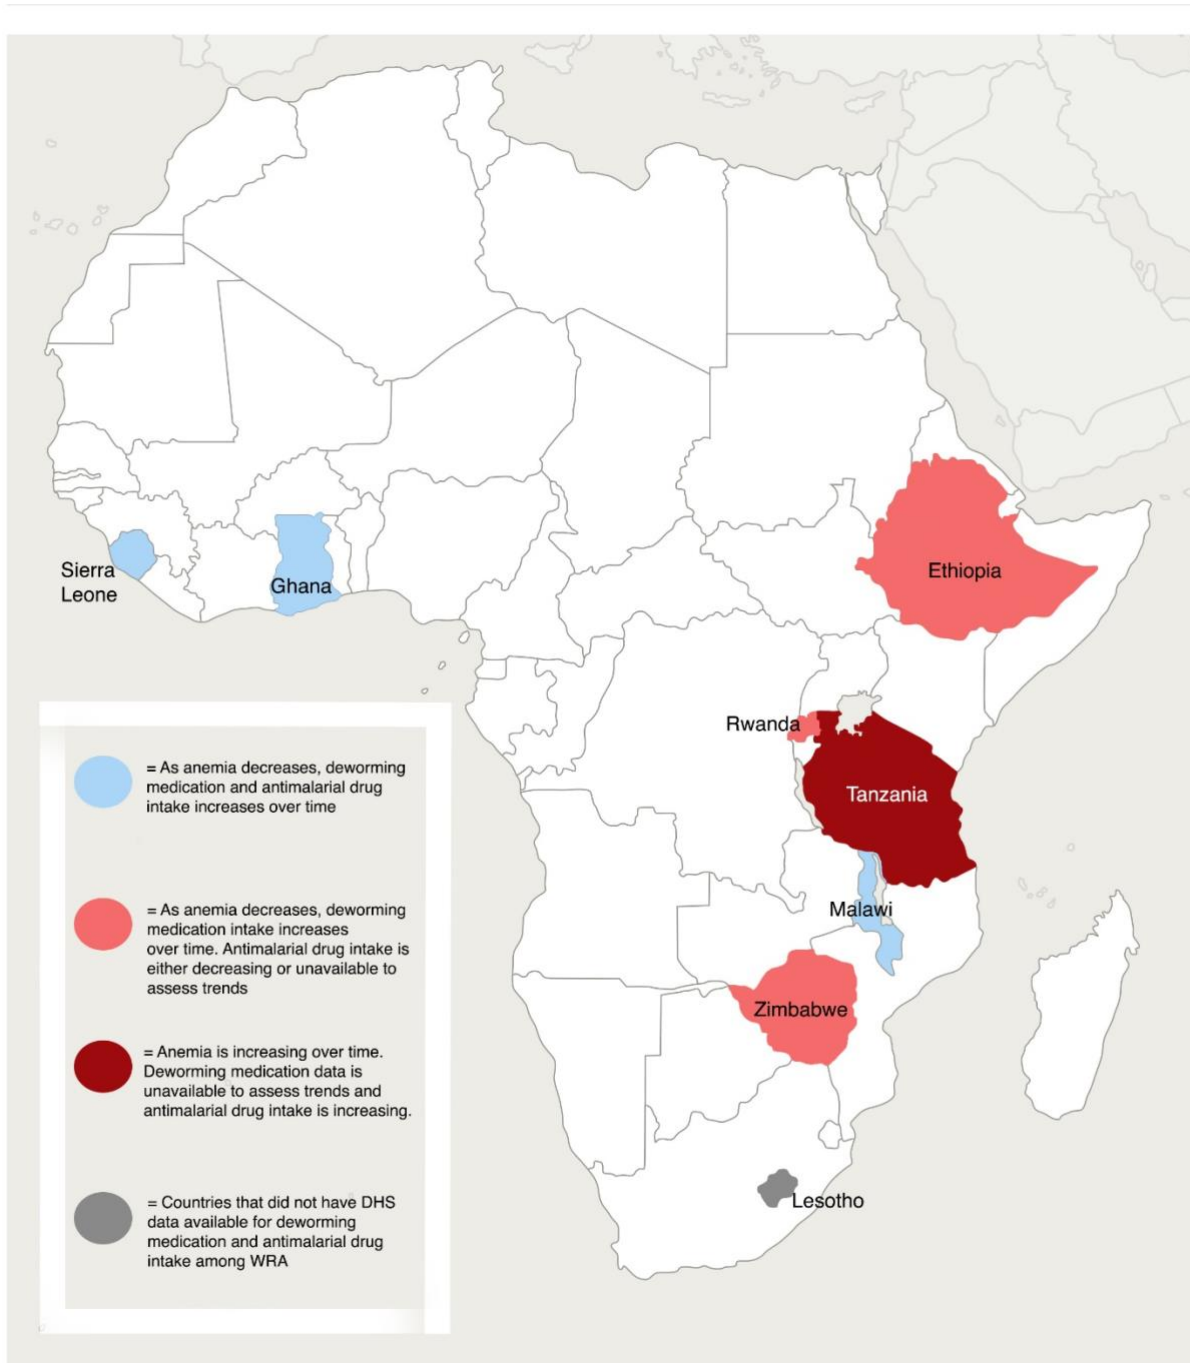 Sierra
Leone
Ghana
Ethiopia
Rwanda
Tanzania
Malawi
Zimbabwe
Lesotho
= As anemia decreases, deworming
medication and antimalarial drug
intake increases over time
= As anemia decreases, deworming
medication intake increases
over time. Antimalarial drug intake is
either decreasing or unavailable to
assess trends
= Anemia is increasing over time.
Deworming medication data is
unavailable to assess trends and
antimalarial drug intake is increasing.
= Countries that did not have DHS
data available for deworming
medication and antimalarial drug
intake among WRA